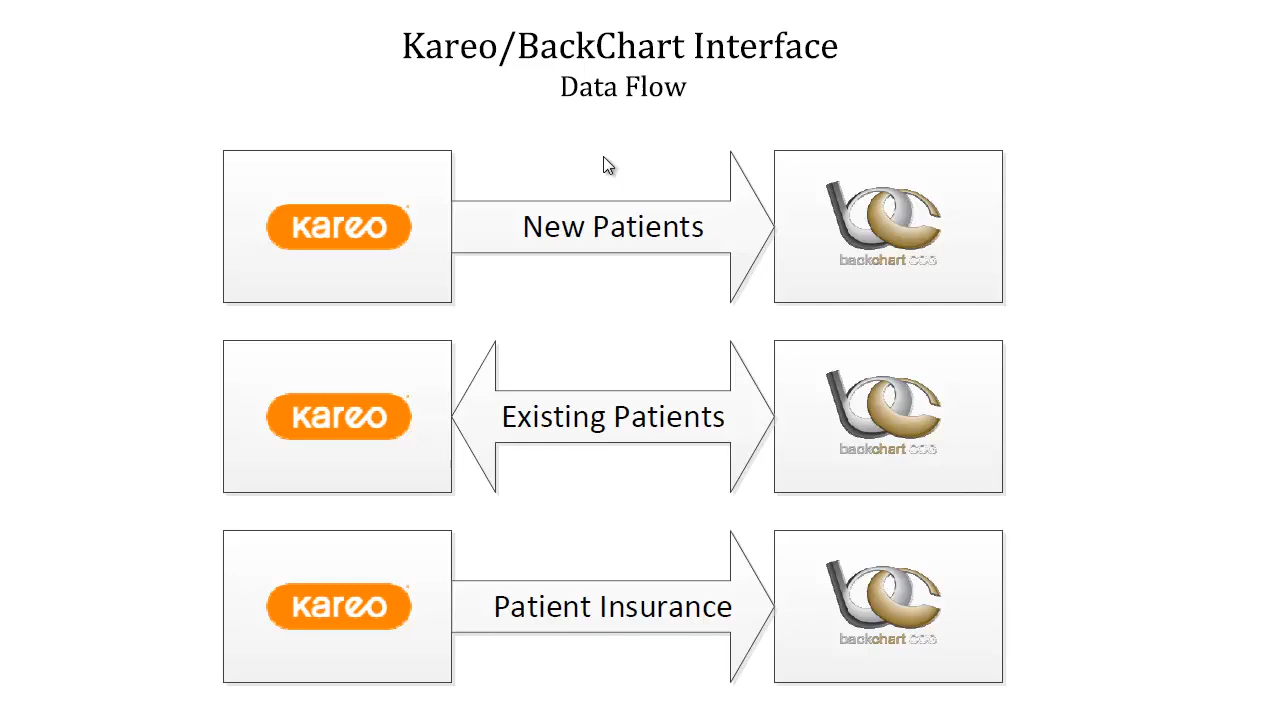 Kareo/BackChart Interface
Data Flow
kareo
New Patients
backchart
kareo
Existing Patients
backchart
kareo
Patient Insurance
backchart